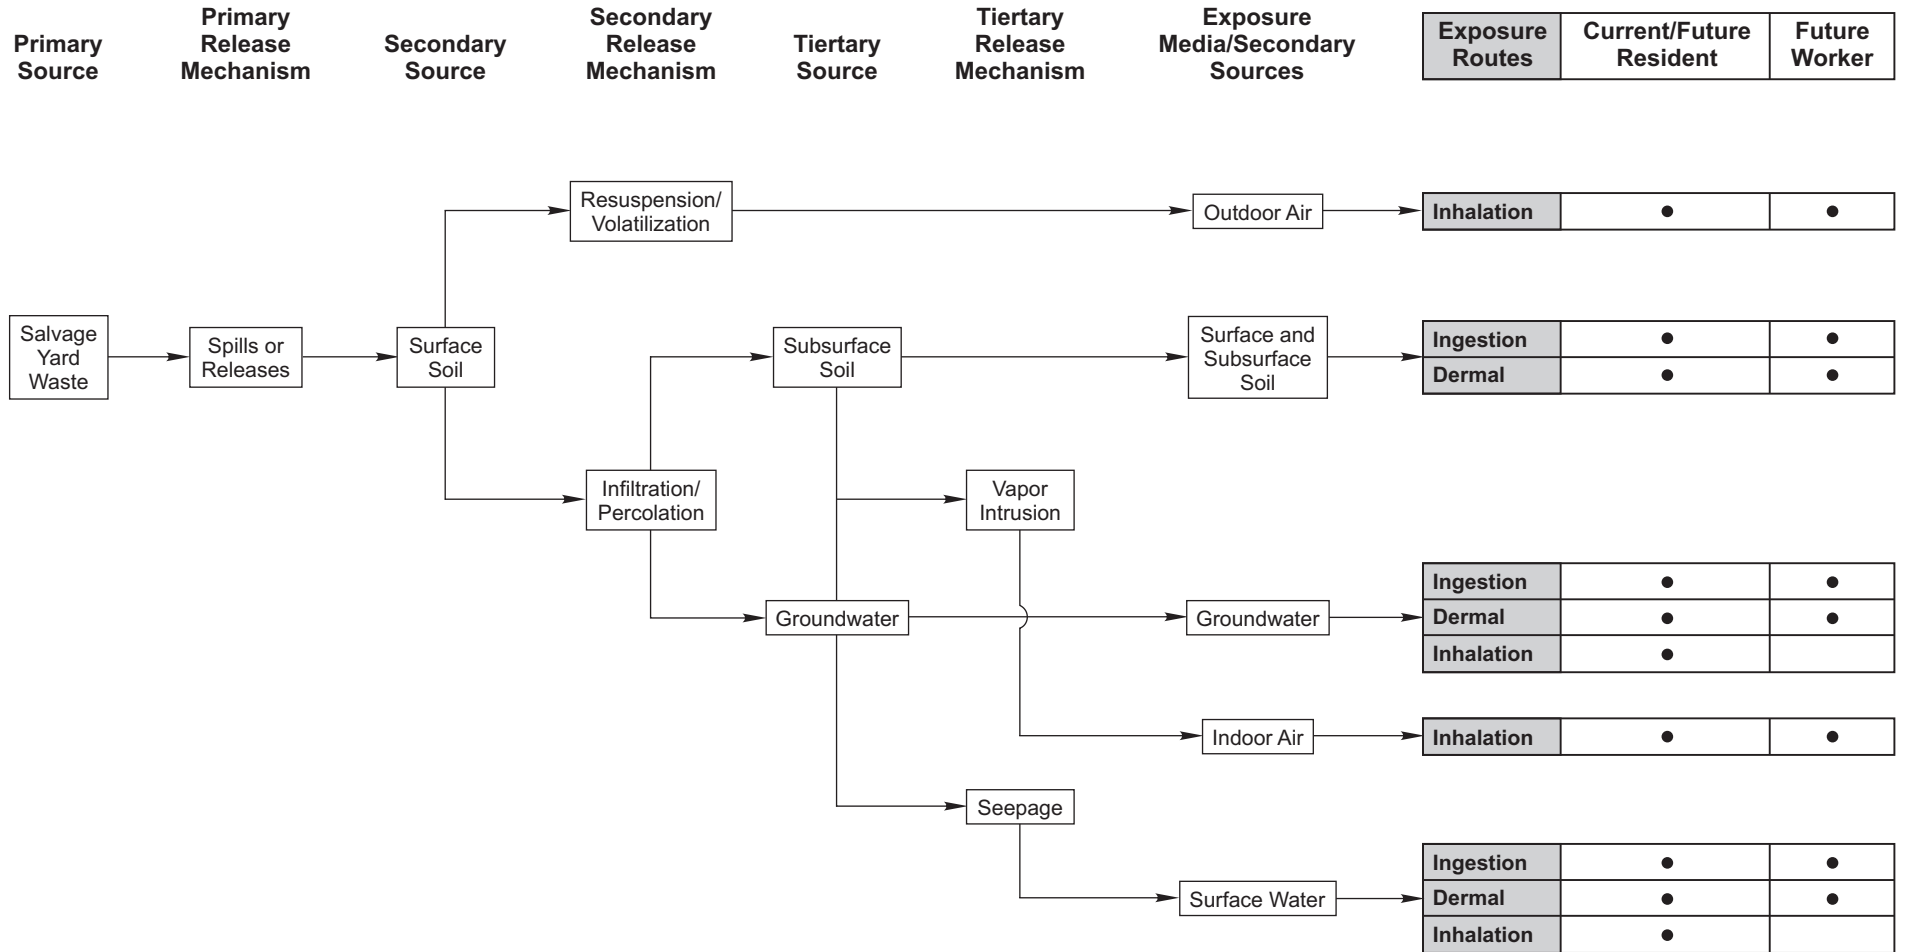 Primary
Source
Primary
Release
Mechanism
Secondary
Source
Secondary
Release
Mechanism
Tiertary
Source
Tiertary
Release
Mechanism
Exposure
Media/Secondary
Sources
Exposure
Routes
Current/Future
Resident
Future
Worker
Resuspension/
Volatilization
Outdoor Air
Inhalation
Salvage
Yard
Waste
Spills or
Releases
Surface
Soil
Subsurface
Soil
Surface and
Subsurface
Soil
Ingestion
Dermal
Infiltration/
Percolation
Vapor
Intrusion
Groundwater
Groundwater
Ingestion
Dermal
Inhalation
Indoor Air
Inhalation
Seepage
Surface Water
Ingestion
Dermal
Inhalation